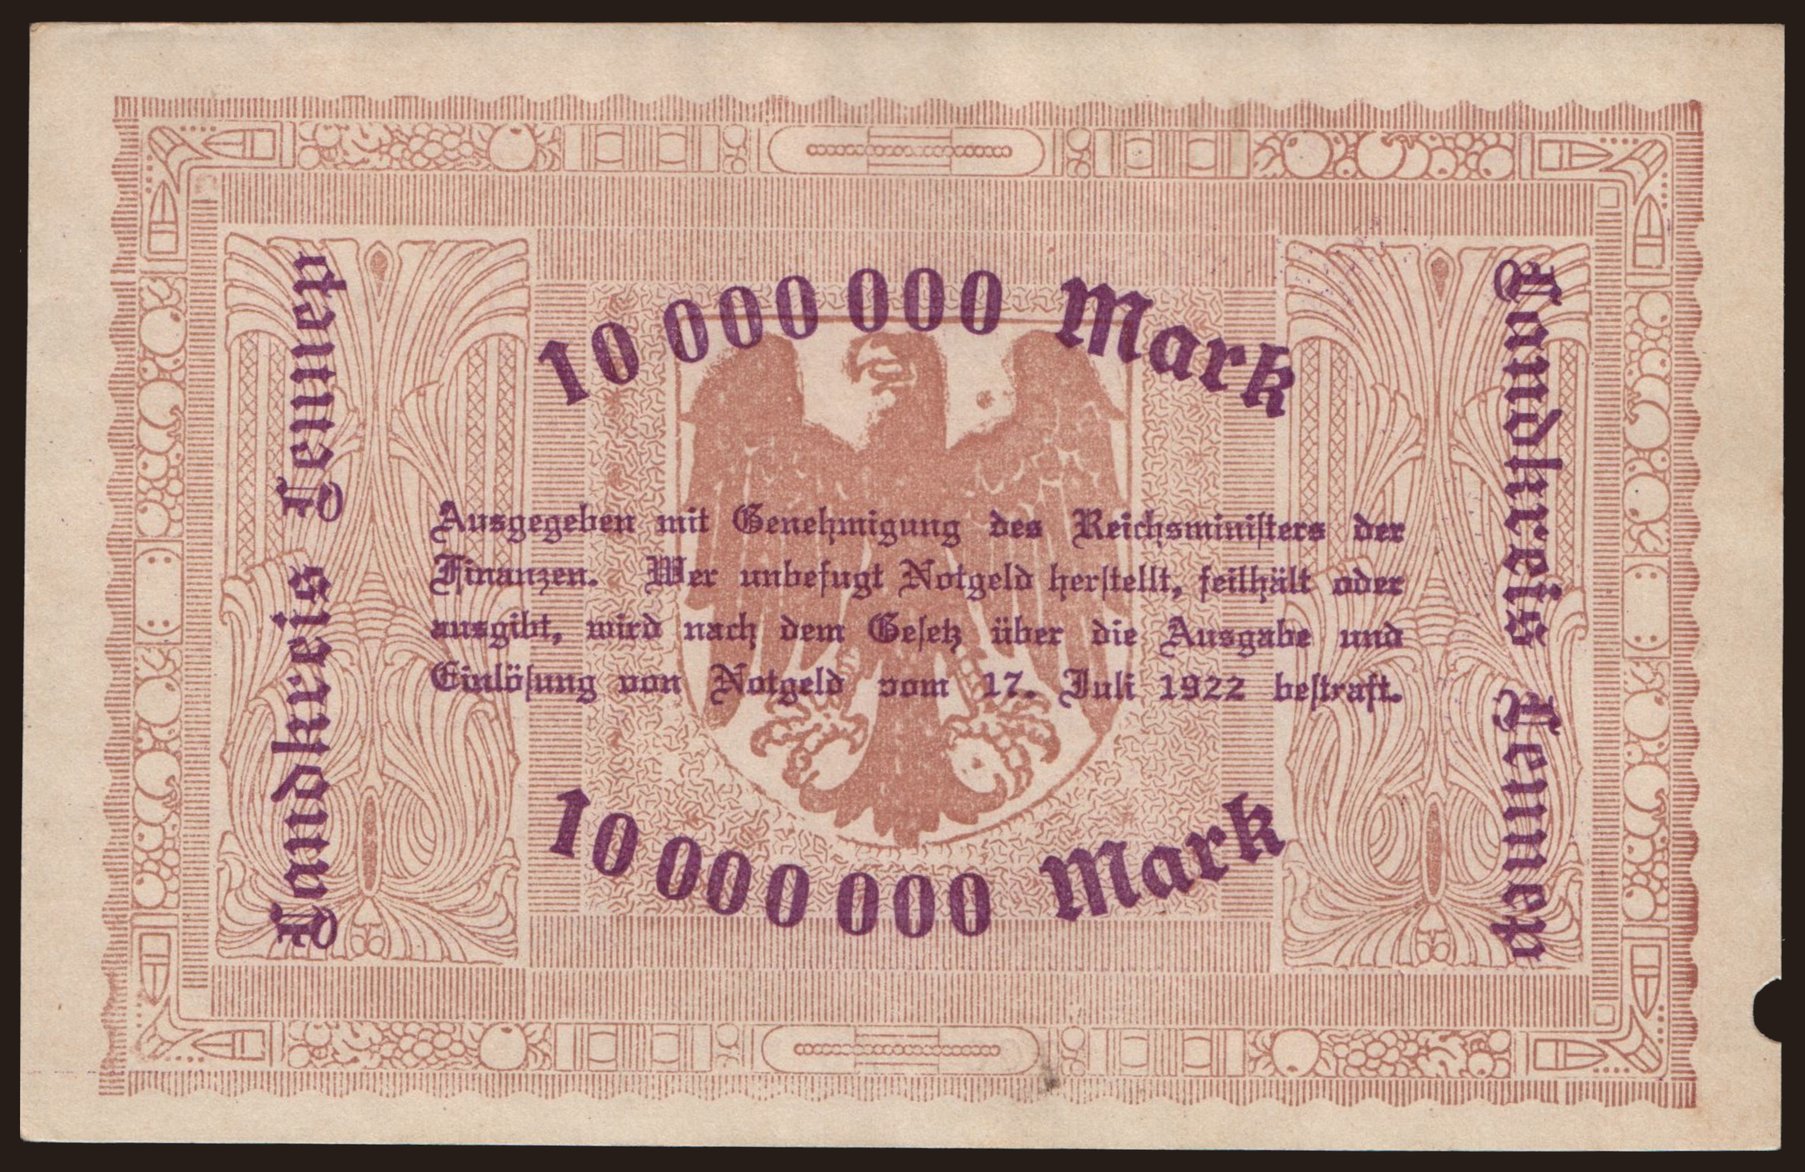 10 000 000 Mark
Landkreis Lennep
Ausgegeben mit Genehmigung des Reichsministers der
Finanzen. Wer unbefugt Notgeld herstellt, feilhält oder
ausgibt, wird nach dem Gesetz über die Ausgabe und
Einlösung von Notgeld vom 17. Juli 1922 bestraft.
Landkreis Lennep
10 000 000 Mark